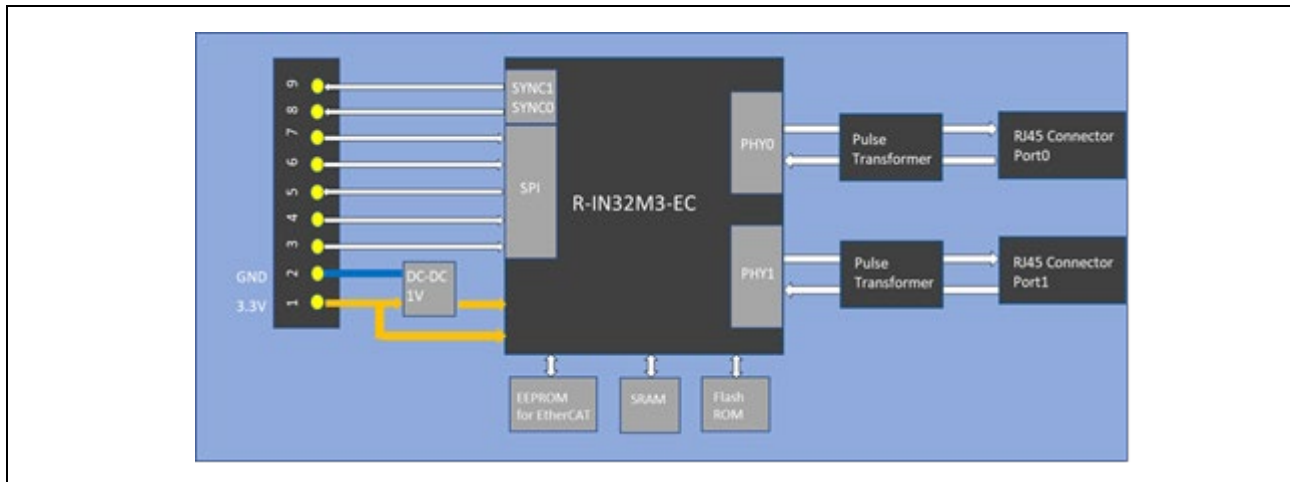 9
8
7
6
5
4
3
GND 2
3.3V 1
SYNC1
SYNC0
SPI
DC-DC
1V
R-IN32M3-EC
PHY0
PHY1
Pulse
Transformer
RJ45 Connector
Port0
Pulse
Transformer
RJ45 Connector
Port1
EEPROM
for EtherCAT
SRAM
Flash
ROM